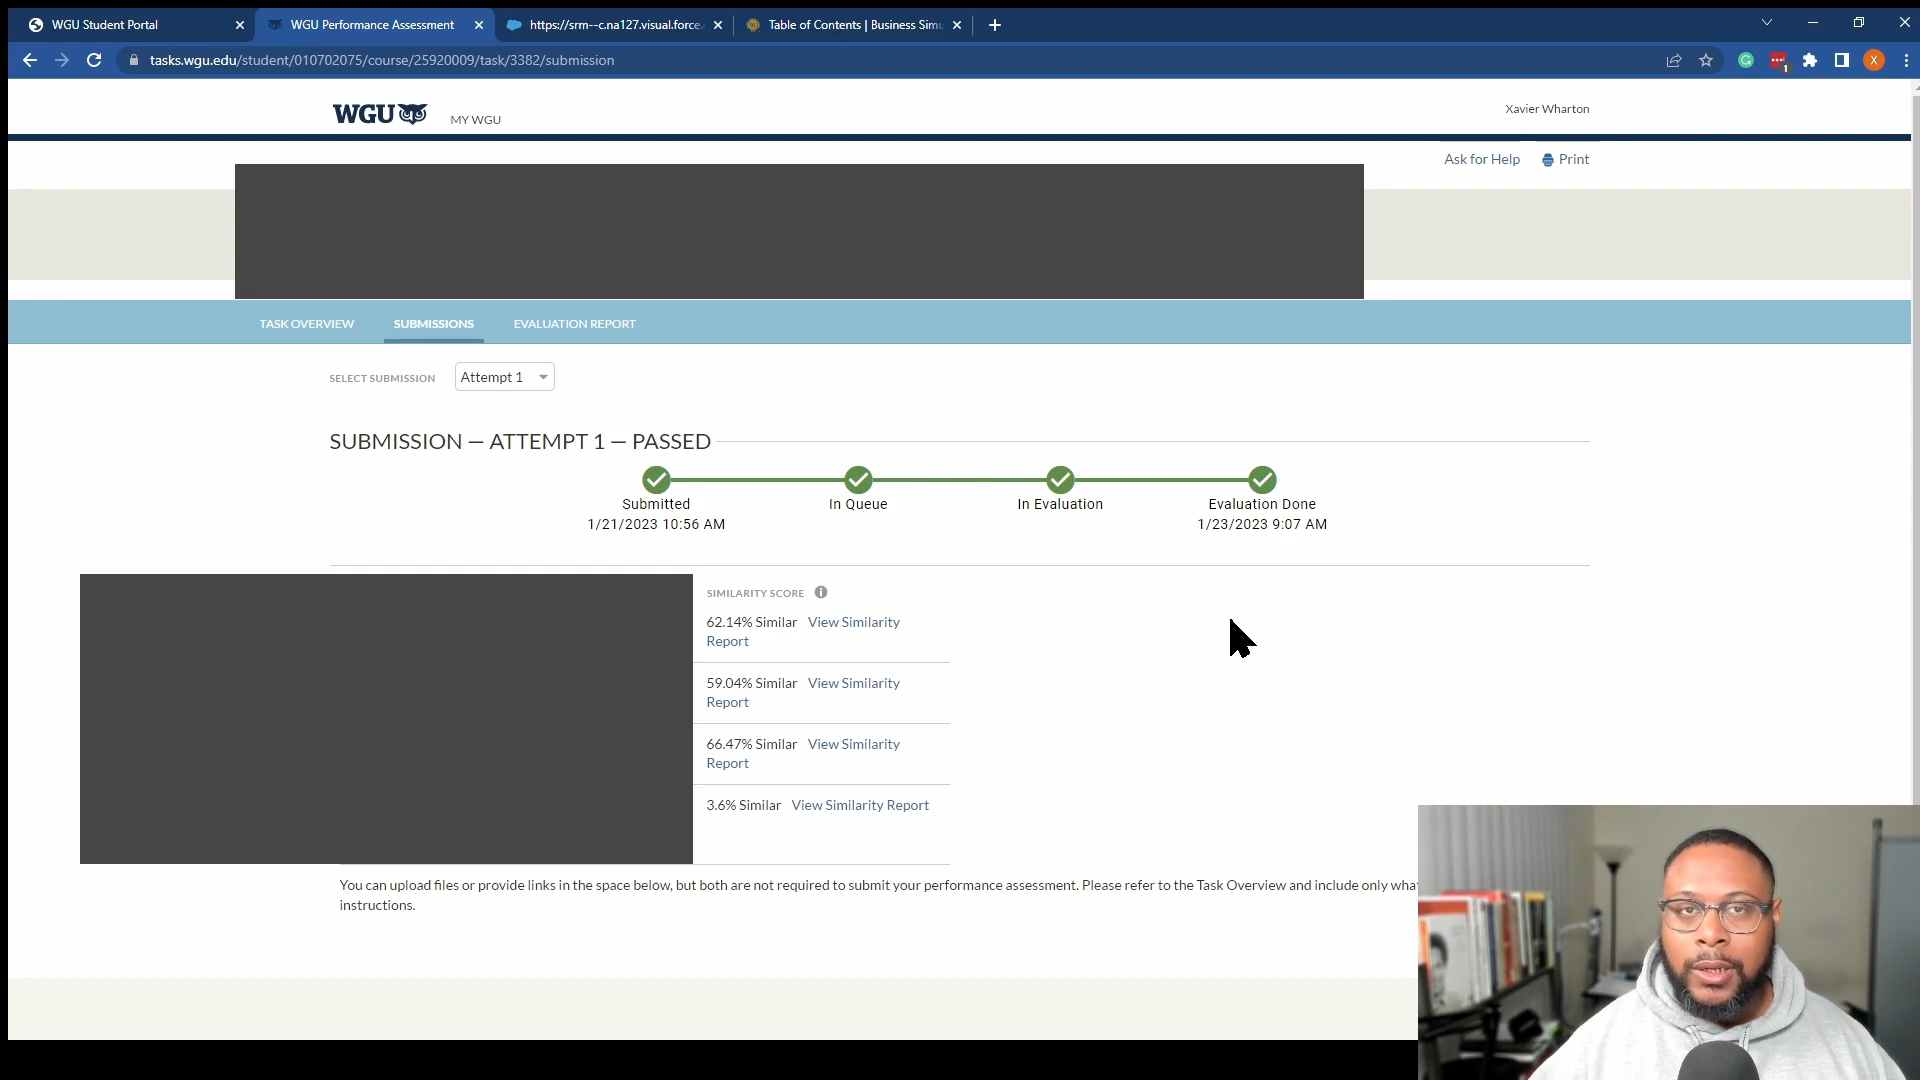 WGU Student Portal
WGU Performance Assessment
https://srm--c.na127.visual.force.
Table of Contents | Business Simu
tasks.wgu.edu/student/010702075/course/25920009/task/3382/submission
1
X
WGU
MY WGU
Xavier Wharton
Ask for Help
Print
TASK OVERVIEW
SUBMISSIONS
EVALUATION REPORT
SELECT SUBMISSION
Attempt 1
SUBMISSION — ATTEMPT 1 — PASSED
Submitted
1/21/2023 10:56 AM
In Queue
In Evaluation
Evaluation Done
1/23/2023 9:07 AM
SIMILARITY SCORE
62.14% Similar View Similarity
Report
59.04% Similar View Similarity
Report
66.47% Similar View Similarity
Report
3.6% Similar View Similarity Report
You can upload files or provide links in the space below, but both are not required to submit your performance assessment. Please refer to the Task Overview and include only wha
instructions.